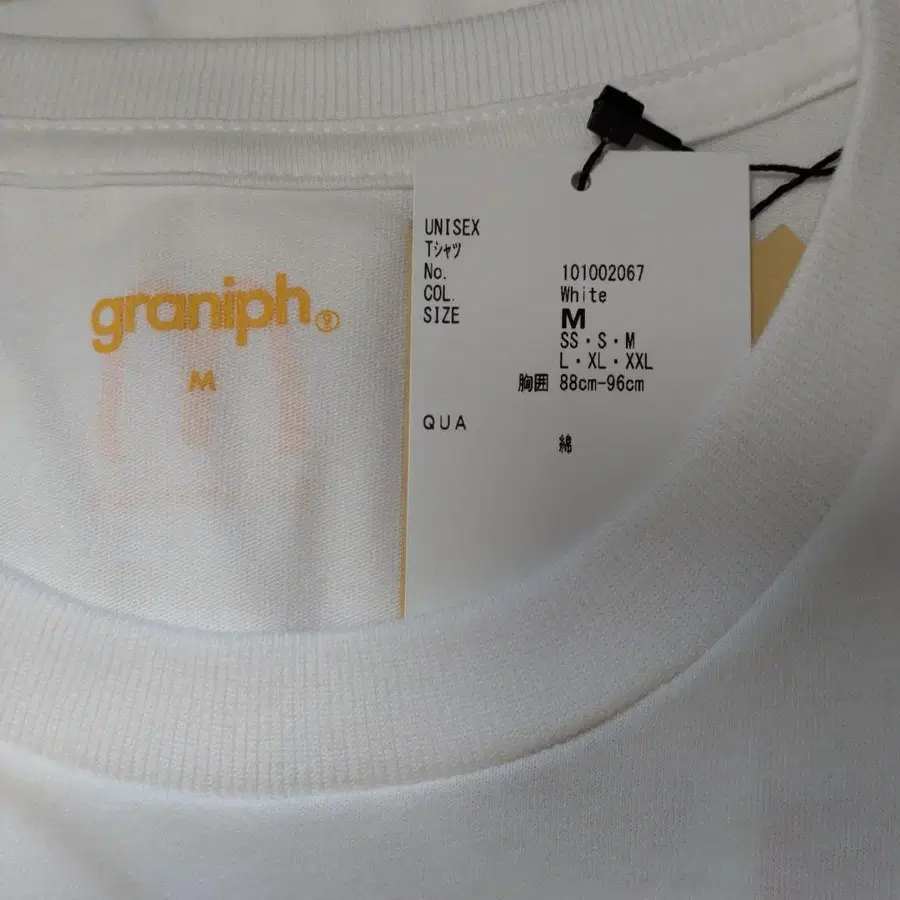 graniph
M
UNISEX
Tシャツ
No. 101002067
COL. White
SIZE M
SS・S・M
L・XL・XXL
胸囲 88cm-96cm
QUA
綿